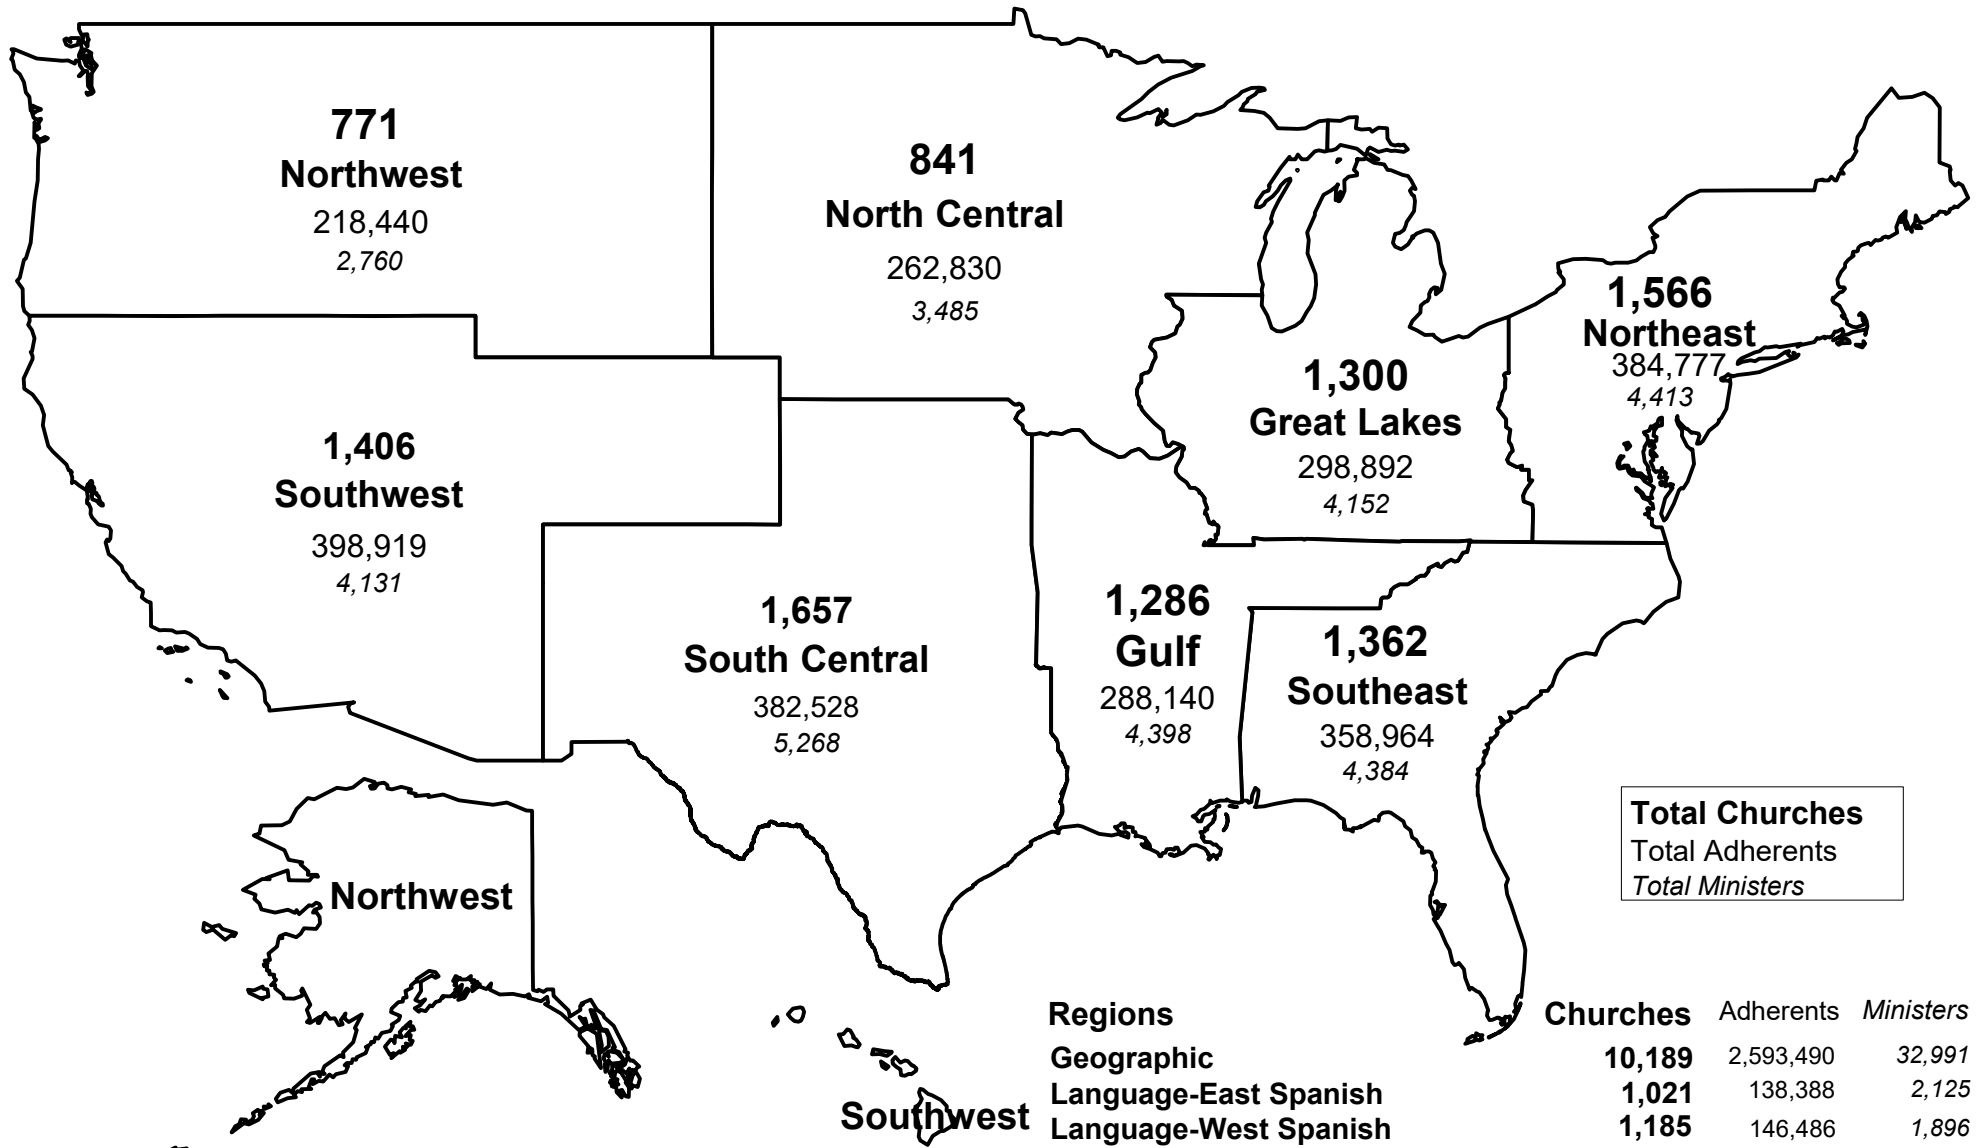 771
Northwest
218,440
2,760
841
North Central
262,830
3,485
1,566
Northeast
384,777
4,413
1,300
Great Lakes
298,892
4,152
1,406
Southwest
398,919
4,131
1,657
South Central
382,528
5,268
1,286
Gulf
288,140
4,398
1,362
Southeast
358,964
4,384
Total Churches
Total Adherents
Total Ministers
Northwest
Southwest
Regions Churches Adherents Ministers
Geographic 10,189 2,593,490 32,991
Language-East Spanish 1,021 138,388 2,125
Language-West Spanish 1,185 146,486 1,896